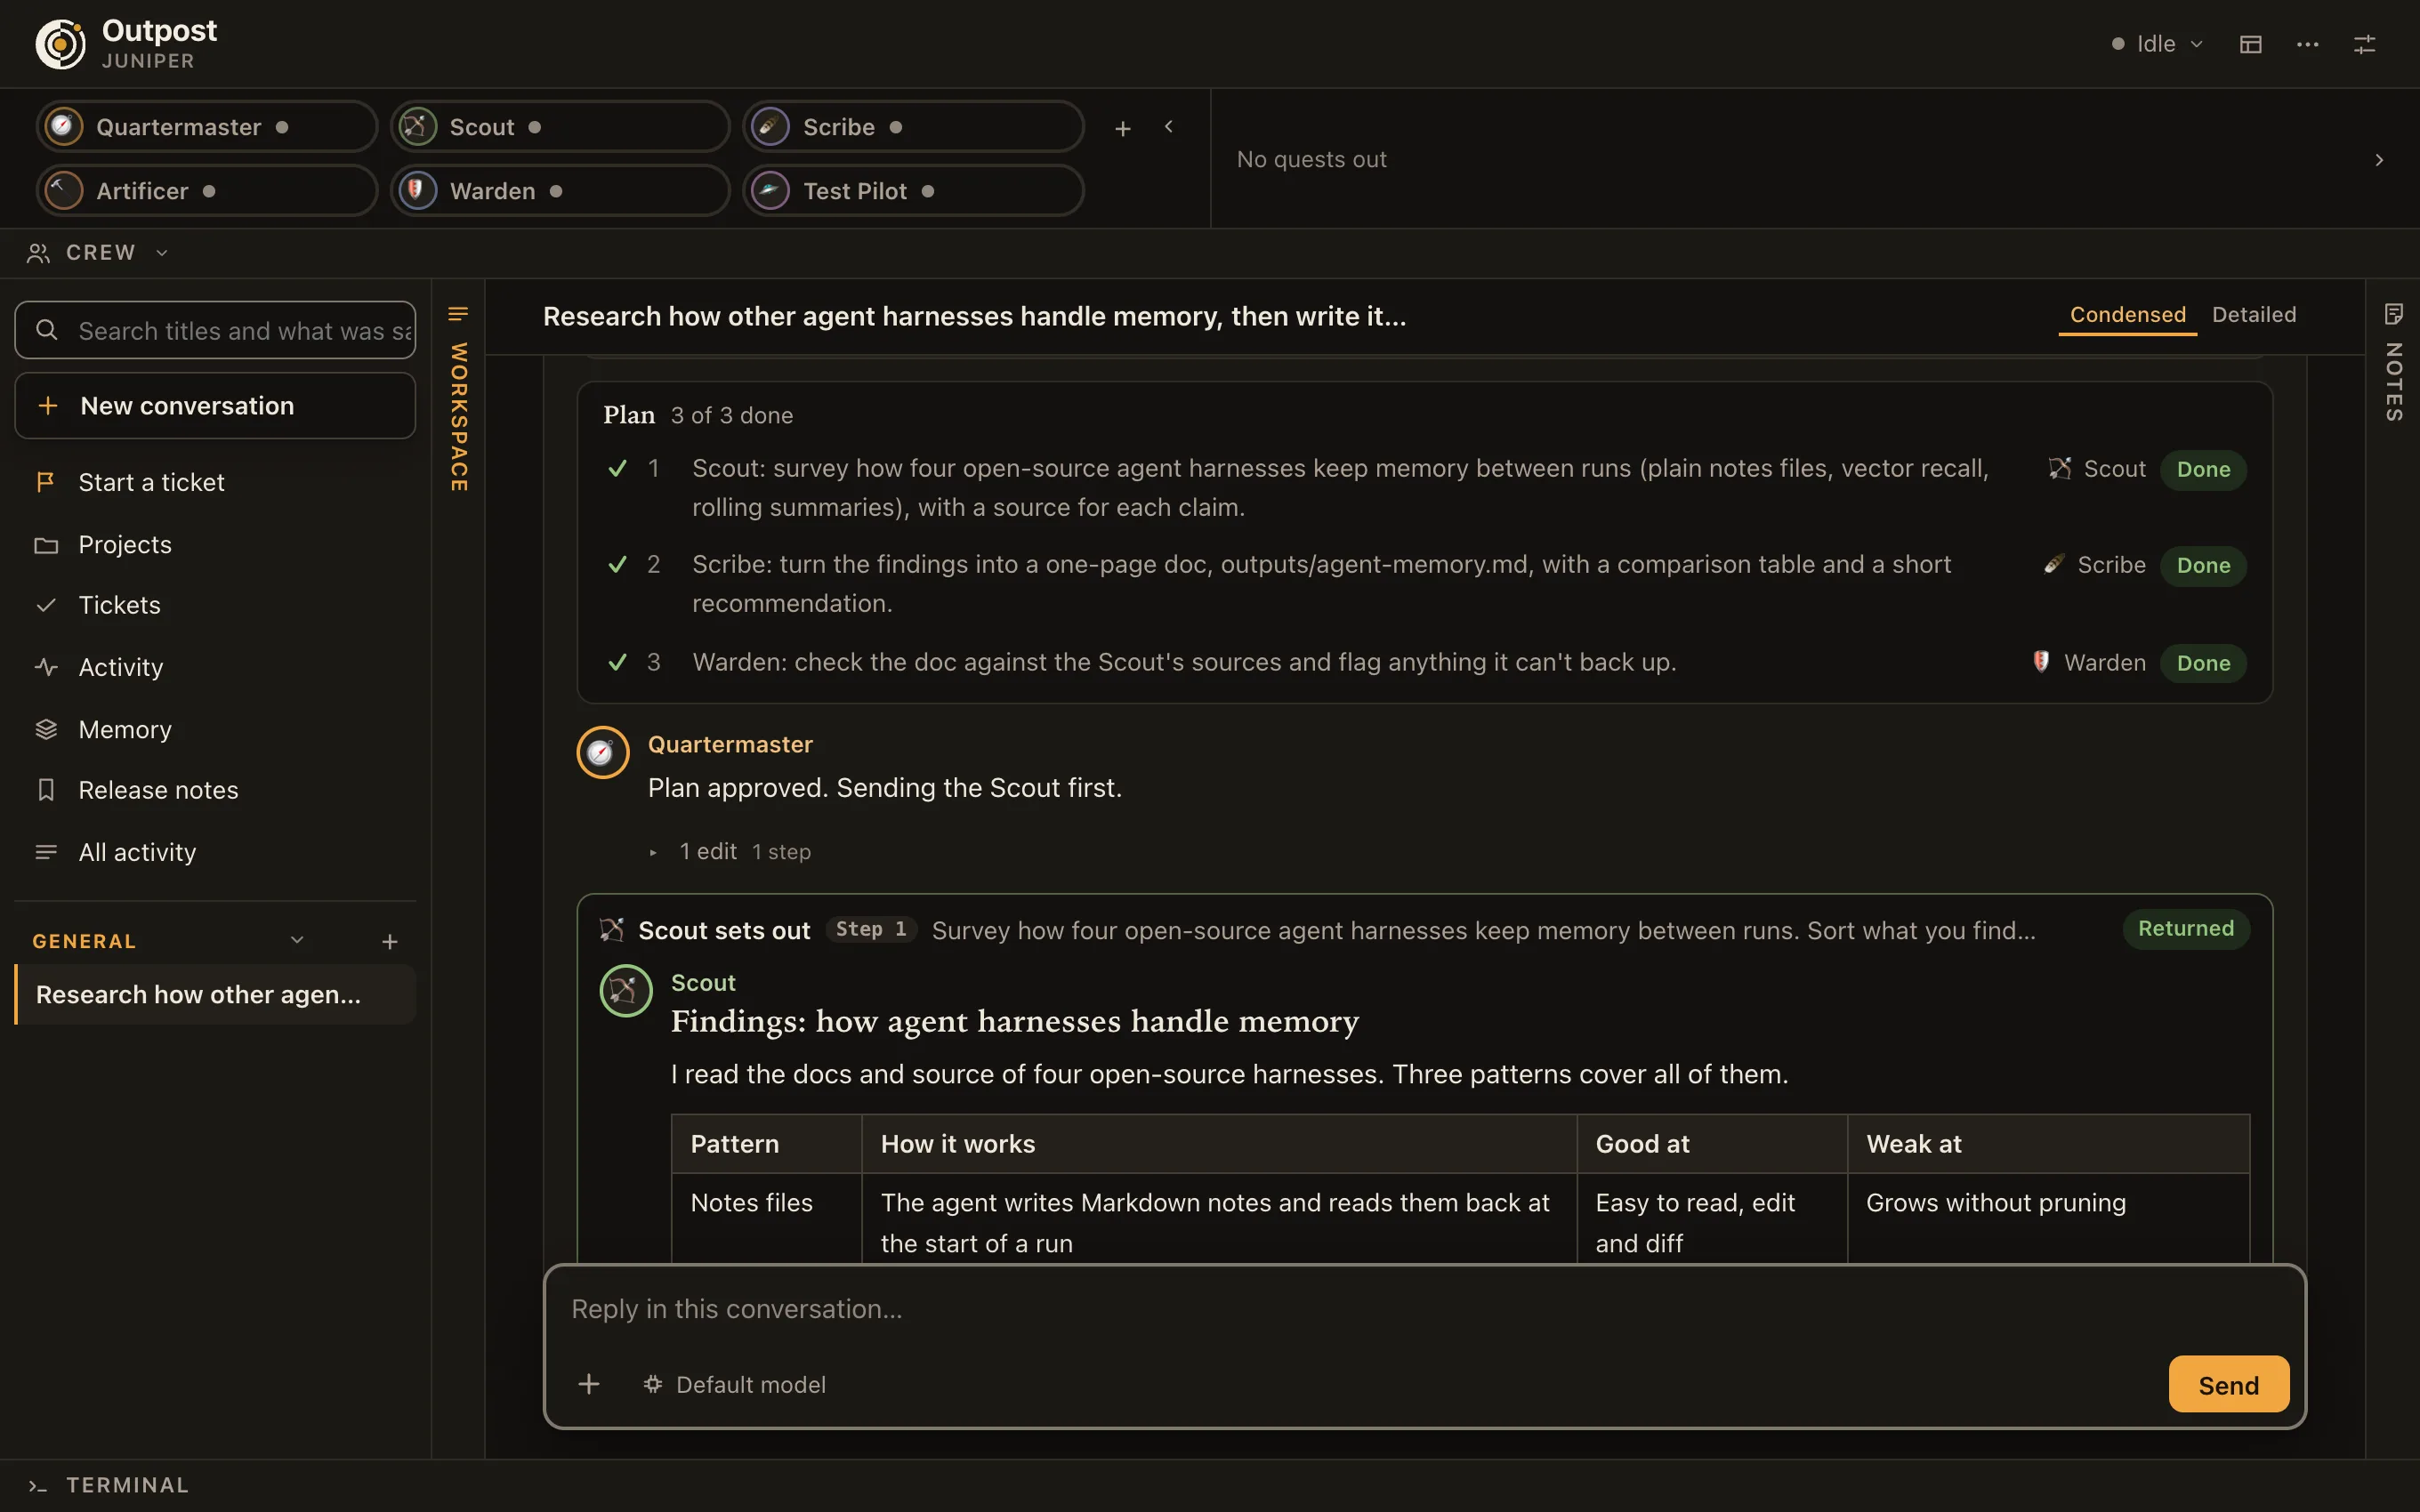 Outpost
JUNIPER
Idle
Quartermaster
Scout
Scribe
Artificer
Warden
Test Pilot
No quests out
CREW
Search titles and what was sa
New conversation
Start a ticket
Projects
Tickets
Activity
Memory
Release notes
All activity
GENERAL
Research how other agen...
WORKSPACE
Research how other agent harnesses handle memory, then write it...
Condensed
Detailed
NOTES
Plan 3 of 3 done
1 Scout: survey how four open-source agent harnesses keep memory between runs (plain notes files, vector recall,
rolling summaries), with a source for each claim.
Scout Done
2 Scribe: turn the findings into a one-page doc, outputs/agent-memory.md, with a comparison table and a short
recommendation.
Scribe Done
3 Warden: check the doc against the Scout's sources and flag anything it can't back up.
Warden Done
Quartermaster
Plan approved. Sending the Scout first.
1 edit 1 step
Scout sets out Step 1 Survey how four open-source agent harnesses keep memory between runs. Sort what you find...
Returned
Scout
Findings: how agent harnesses handle memory
I read the docs and source of four open-source harnesses. Three patterns cover all of them.
Pattern
How it works
Good at
Weak at
Notes files
The agent writes Markdown notes and reads them back at
the start of a run
Easy to read, edit
and diff
Grows without pruning
Reply in this conversation...
Default model
Send
TERMINAL